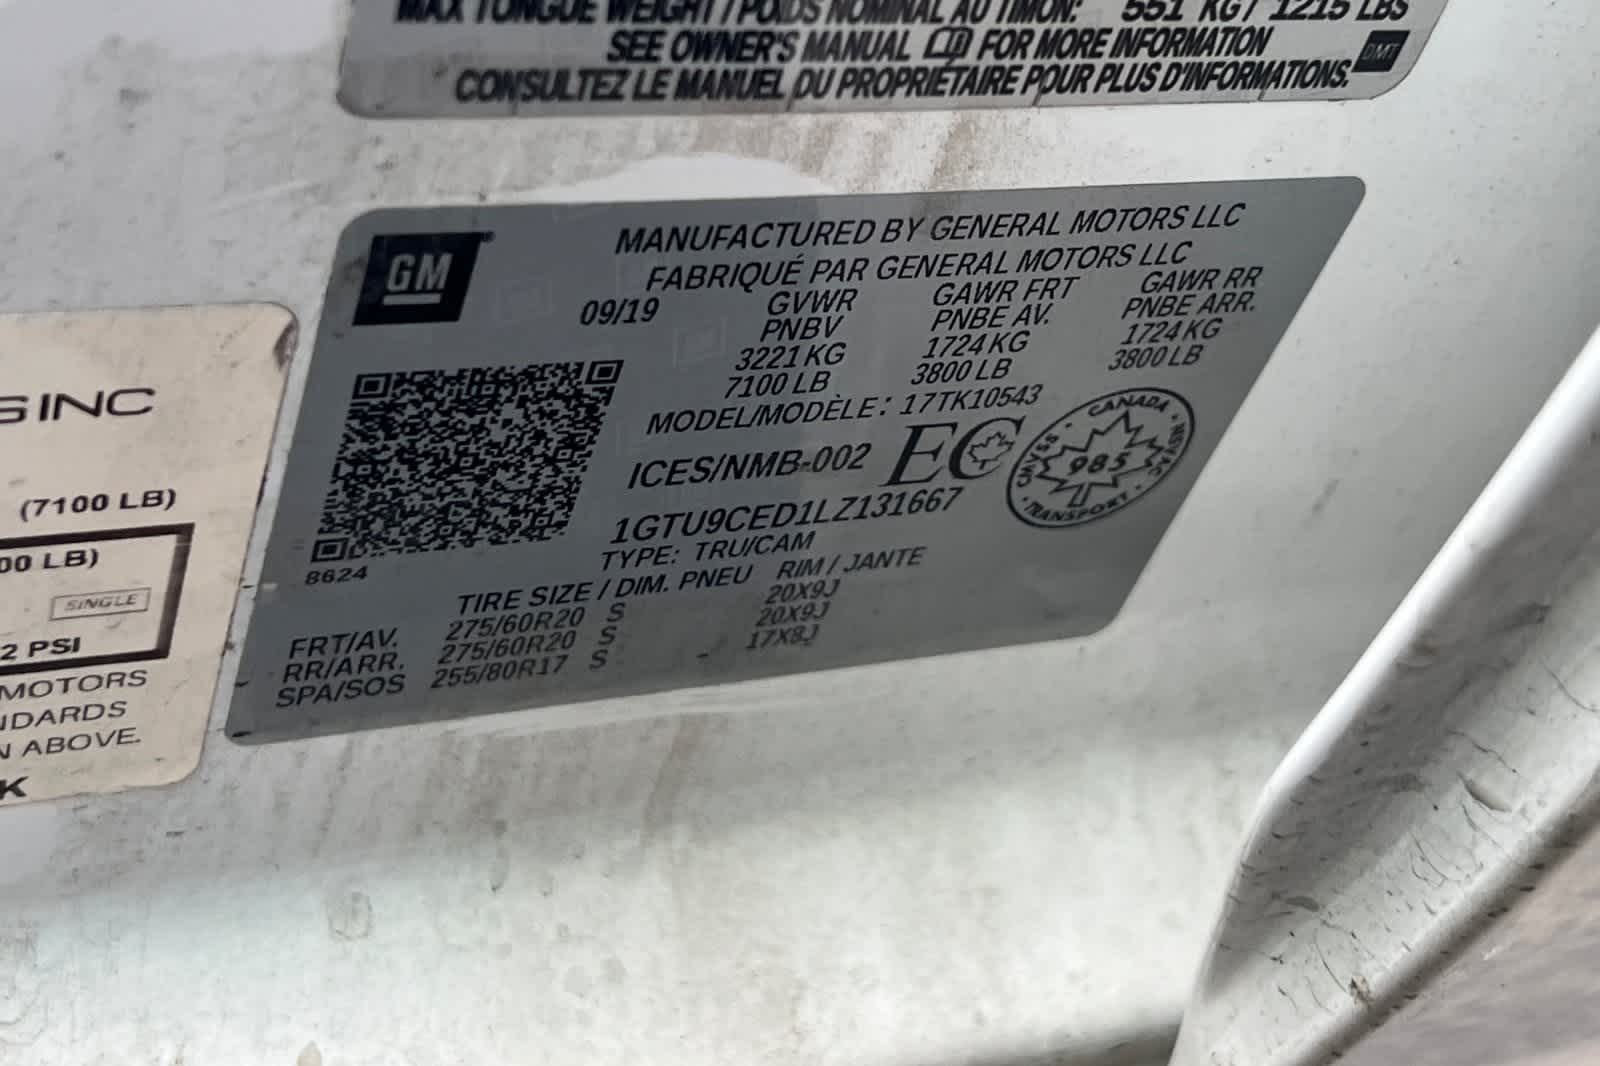 MAX TONGUE WEIGHT / POIDS NOMINAL AU TIMON: 551 KG / 1215 LBS
SEE OWNER'S MANUAL FOR MORE INFORMATION
CONSULTEZ LE MANUEL DU PROPRIÉTAIRE POUR PLUS D'INFORMATIONS.
GM
MANUFACTURED BY GENERAL MOTORS LLC
FABRIQUÉ PAR GENERAL MOTORS LLC
09/19 GVWR GAWR FRT GAWR RR
PNBV PNBE AV. PNBE ARR.
3221 KG 1724 KG 1724 KG
7100 LB 3800 LB 3800 LB
MODEL/MODÈLE: 17TK10543
ICES/NMB-002 EC
CANADA
985
TRANSPORT
1GTU9CED1LZ131667
TYPE: TRU/CAM
8624
TIRE SIZE / DIM. PNEU RIM / JANTE
FRT/AV. 275/60R20 S 20X9J
RR/ARR. 275/60R20 S 20X9J
SPA/SOS 255/80R17 S 17X8J
INC
(7100 LB)
00 LB)
SINGLE
2 PSI
MOTORS
NDARDS
N ABOVE.
K